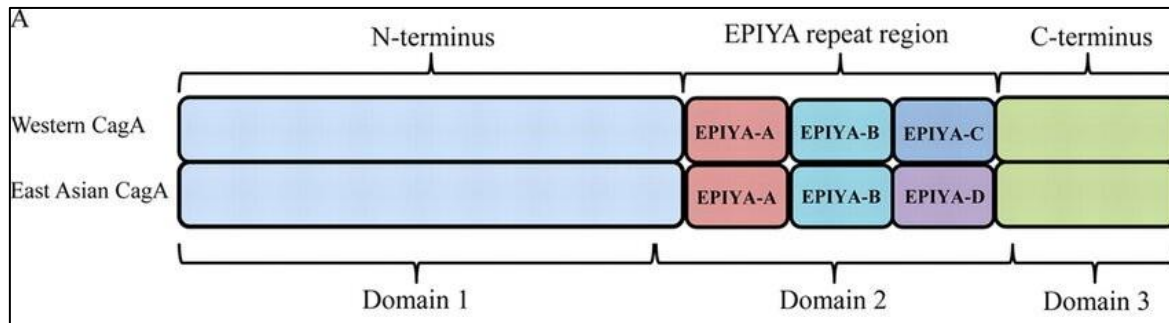 A
N-terminus EPIYA repeat region C-terminus
Western CagA EPIYA-A EPIYA-B EPIYA-C
East Asian CagA EPIYA-A EPIYA-B EPIYA-D
Domain 1 Domain 2 Domain 3